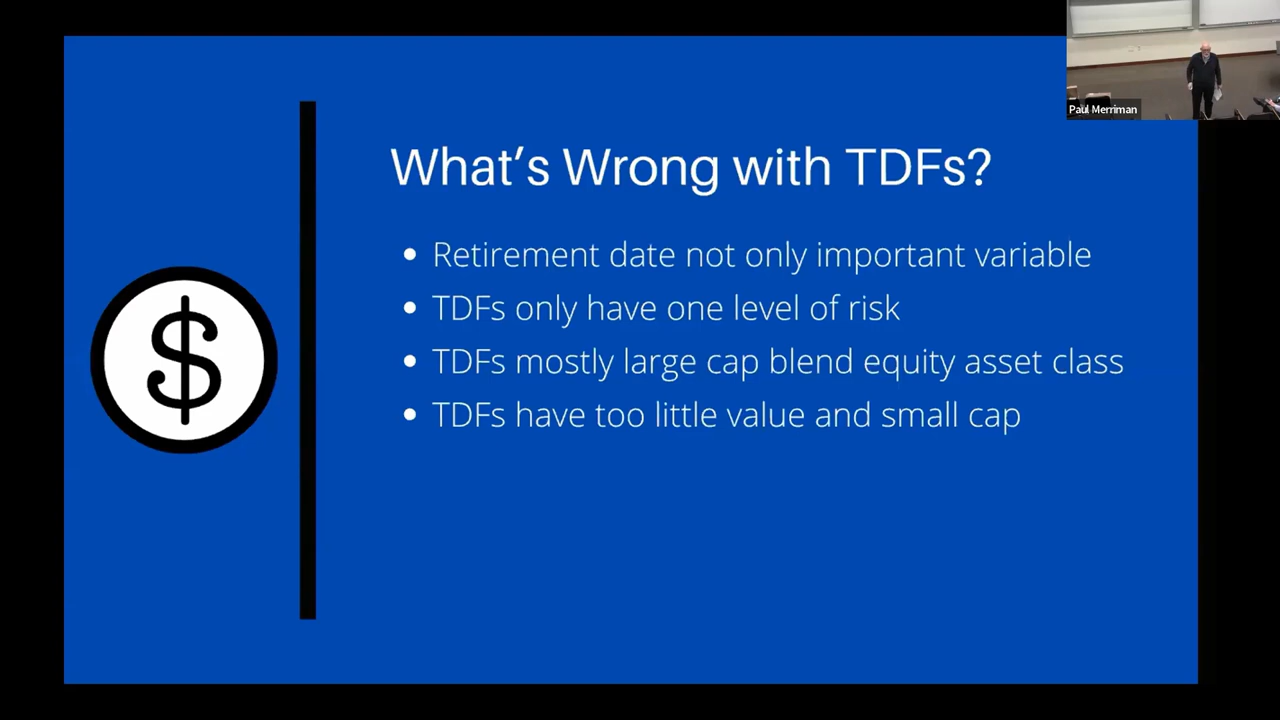 What's Wrong with TDFs?
Retirement date not only important variable
TDFs only have one level of risk
TDFs mostly large cap blend equity asset class
TDFs have too little value and small cap
$
Paul Merriman